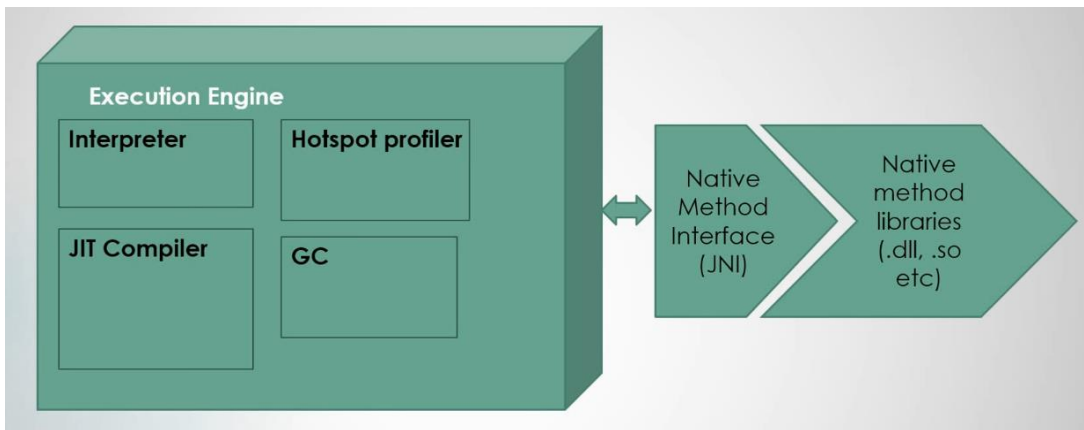 Execution Engine
Interpreter
Hotspot profiler
JIT Compiler
GC
Native
Method
Interface
(JNI)
Native
method
libraries
(.dll, .so
etc)